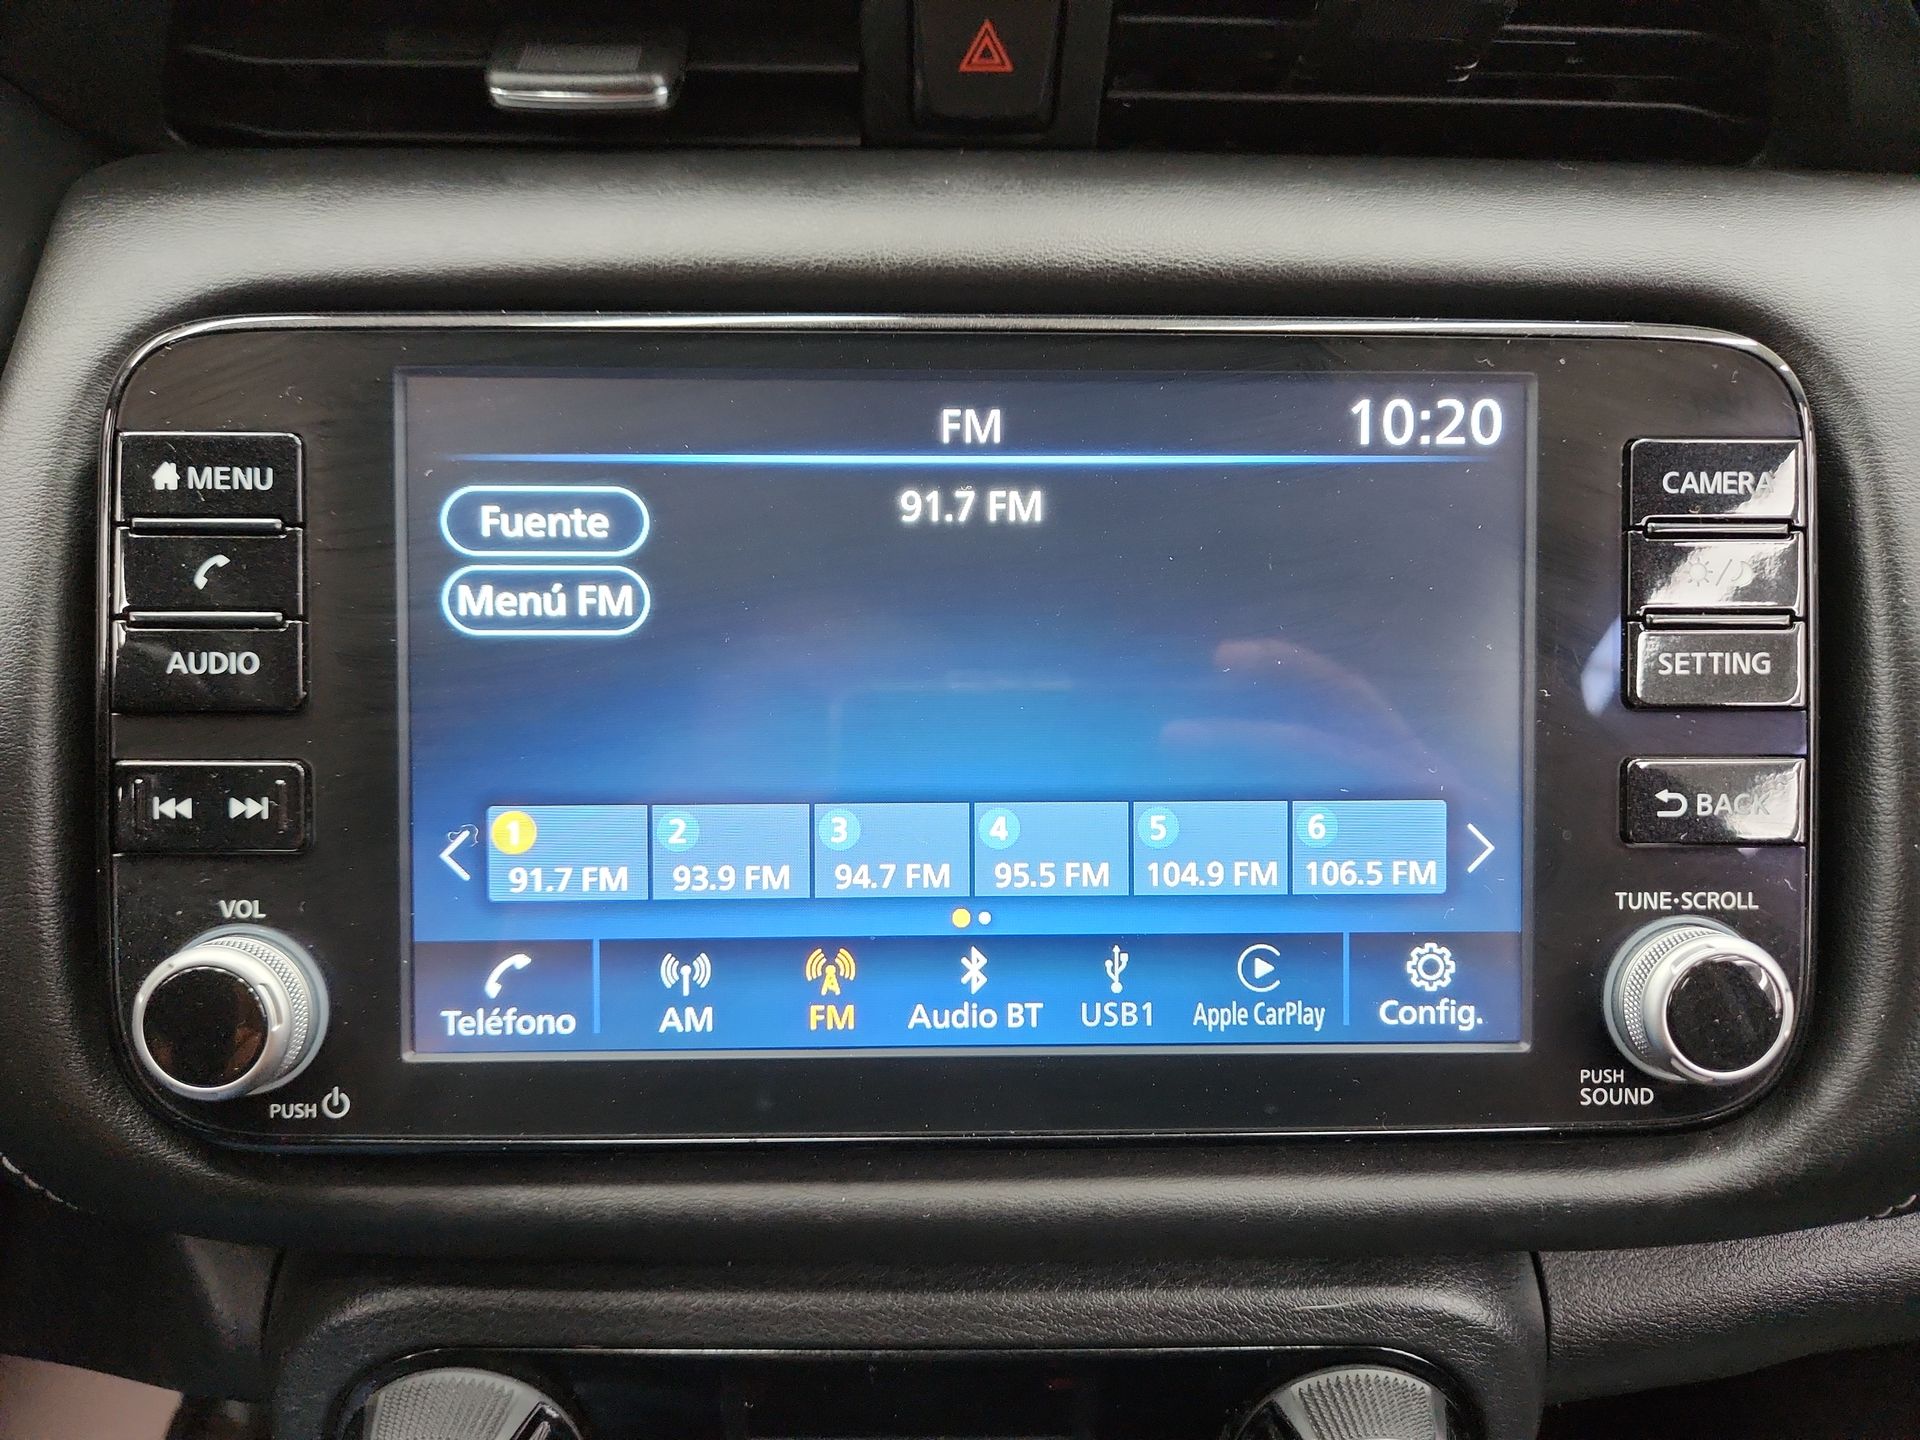 FM
10:20
MENU
CAMERA
Fuente
91.7 FM
Menú FM
AUDIO
SETTING
BACK
1
2
3
4
5
6
91.7 FM
93.9 FM
94.7 FM
95.5 FM
104.9 FM
106.5 FM
VOL
TUNE·SCROLL
Teléfono
AM
FM
Audio BT
USB1
Apple CarPlay
Config.
PUSH
PUSH
SOUND